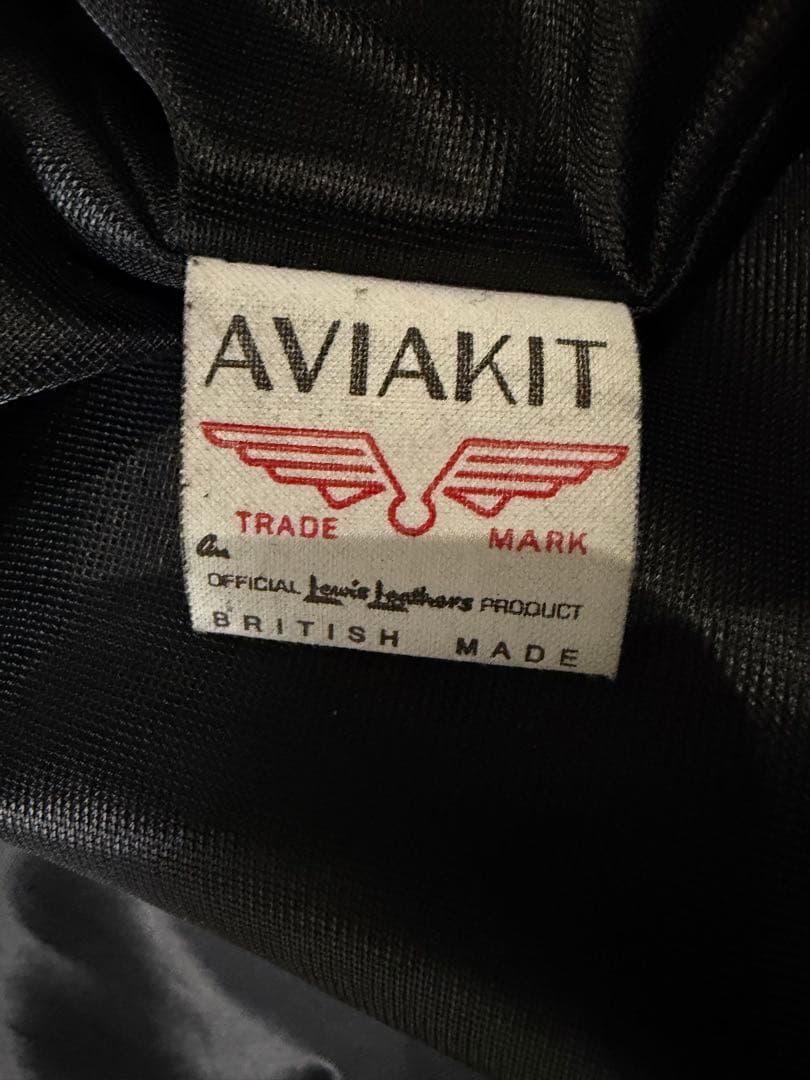 AVIAKIT
TRADE MARK
An
OFFICIAL Lewis Leathers PRODUCT
BRITISH MADE